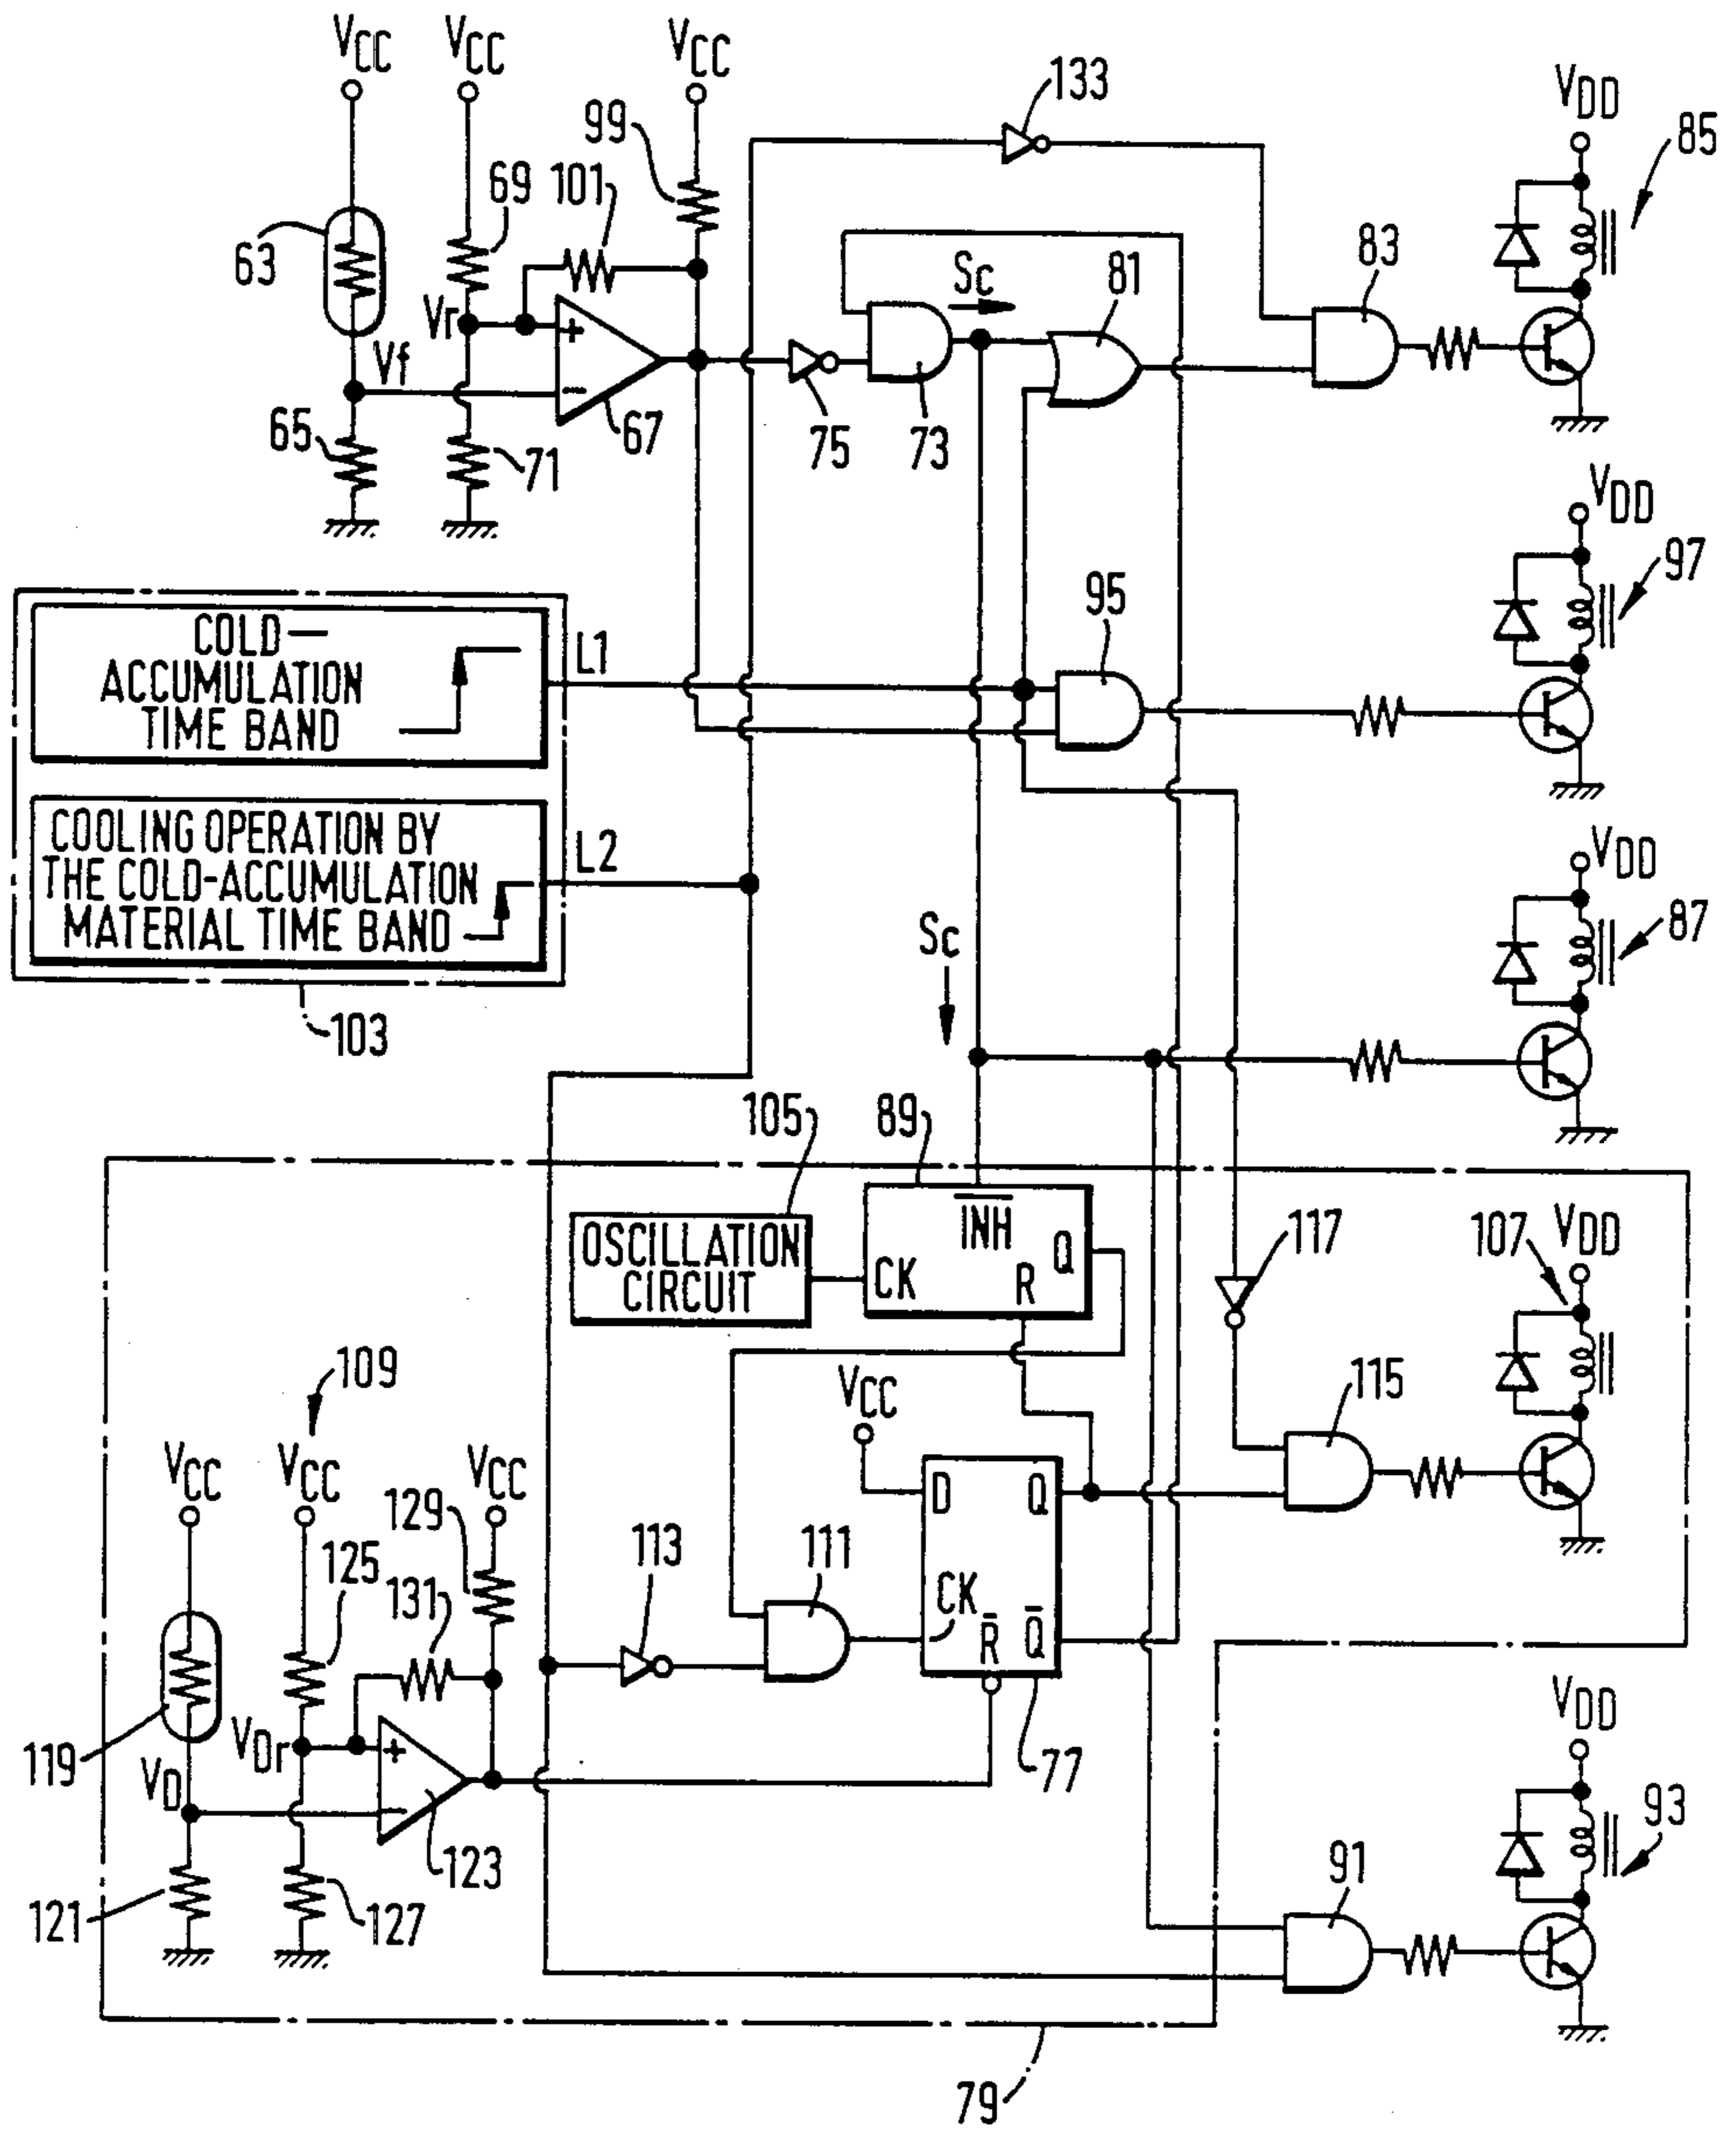 VCC VCC VCC
133
VDD
85
99
69
101
63
Sc
81
83
Vr
+
Vf
-
65
67
75
73
71
VDD
97
COLD—
ACCUMULATION
TIME BAND
L1
95
COOLING OPERATION BY
THE COLD-ACCUMULATION
MATERIAL TIME BAND
L2
VDD
87
Sc
103
105
89
OSCILLATION
CIRCUIT
INH
CK
R
Q
117
107
VDD
109
VCC
115
VCC VCC VCC
129
D
Q
125
131
113
111
CK
R
Q
119
VDr
+
VD
-
77
VDD
93
123
121
127
91
79